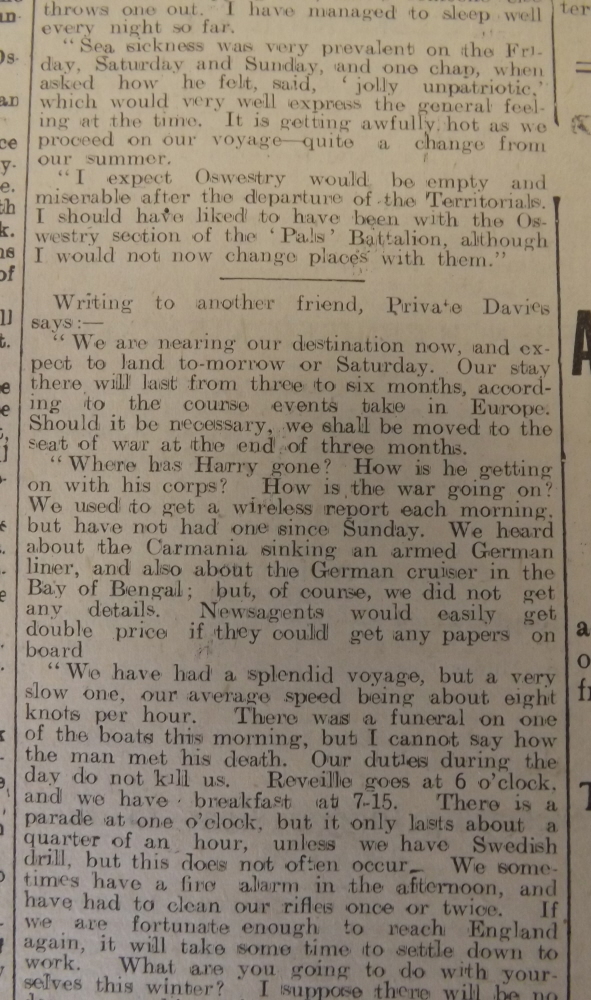 throws one out. I have managed to sleep well
every night so far.
"Sea sickness was very prevalent on the Fri-
day, Saturday and Sunday, and one chap, when
asked how he felt, said, 'jolly unpatriotic,'
which would very well express the general feel-
ing at the time. It is getting awfully hot as we
proceed on our voyage—quite a change from
our summer.
"I expect Oswestry would be empty and
miserable after the departure of the Territorials.
I should have liked to have been with the Os-
westry section of the 'Pals' Battalion, although
I would not now change places with them."
Writing to another friend, Private Davies
says:—
"We are nearing our destination now, and ex-
pect to land to-morrow or Saturday. Our stay
there will last from three to six months, accord-
ing to the course events take in Europe.
Should it be necessary, we shall be moved to the
seat of war at the end of three months.
"Where has Harry gone? How is he getting
on with his corps? How is the war going on?
We used to get a wireless report each morning,
but have not had one since Sunday. We heard
about the Carmania sinking an armed German
liner, and also about the German cruiser in the
Bay of Bengal; but, of course, we did not get
any details. Newsagents would easily get
double price if they could get any papers on
board
"We have had a splendid voyage, but a very
slow one, our average speed being about eight
knots per hour. There was a funeral on one
of the boats this morning, but I cannot say how
the man met his death. Our duties during the
day do not kill us. Reveille goes at 6 o'clock,
and we have breakfast at 7-15. There is a
parade at one o'clock, but it only lasts about a
quarter of an hour, unless we have Swedish
drill, but this does not often occur. We some-
times have a fire alarm in the afternoon, and
have had to clean our rifles once or twice. If
we are fortunate enough to reach England
again, it will take some time to settle down to
work. What are you going to do with your-
selves this winter? I suppose there will be no